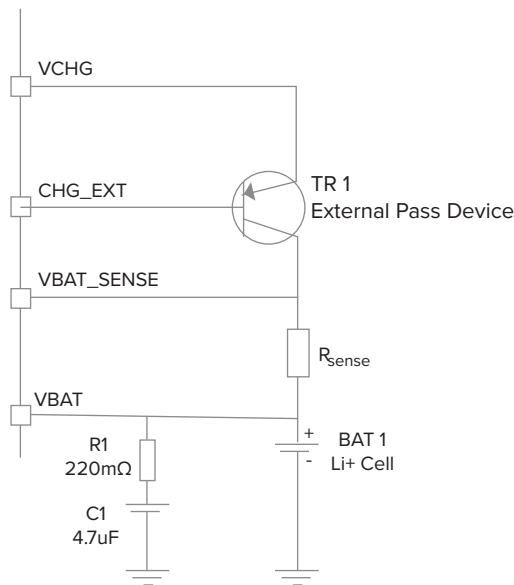 VCHG
CHG_EXT
TR 1
External Pass Device
VBAT_SENSE
Rsense
VBAT
R1
220mΩ
+
-
BAT 1
Li+ Cell
C1
4.7uF